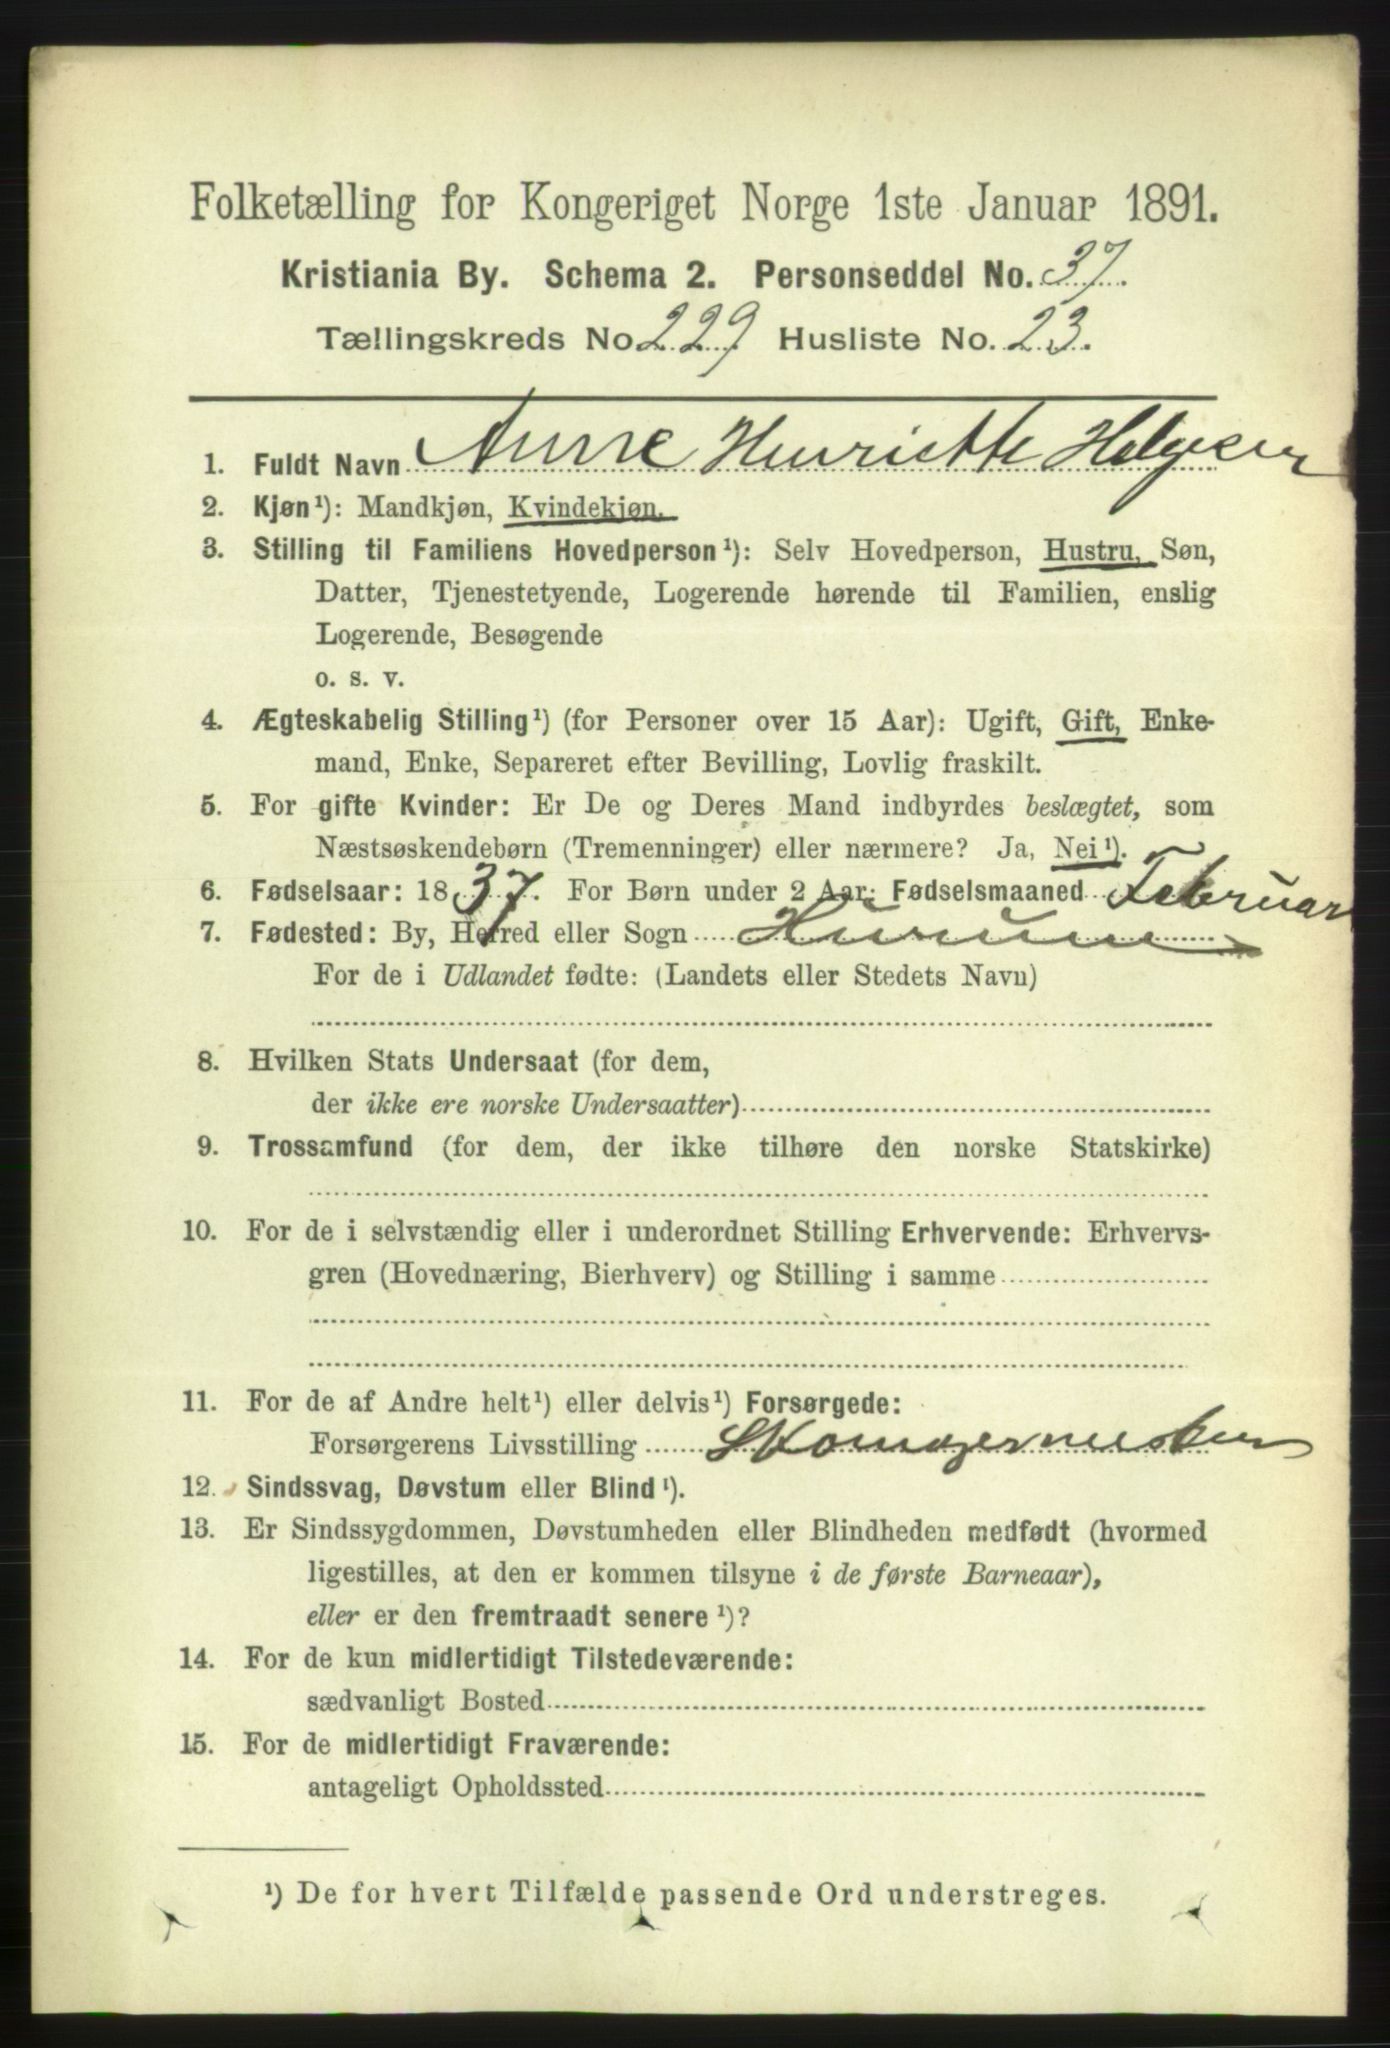 Folketælling for Kongeriget Norge 1ste Januar 1891.
Kristiania By. Schema 2. Personseddel No. 37.
Tællingskreds No. 229 Husliste No. 23.
1. Fuldt Navn Anne Henriette Helgesen
2. Kjøn¹): Mandkjøn, Kvindekjøn.
3. Stilling til Familiens Hovedperson¹): Selv Hovedperson, Hustru, Søn,
Datter, Tjenestetyende, Logerende hørende til Familien, enslig
Logerende, Besøgende
o. s. v.
4. Ægteskabelig Stilling¹) (for Personer over 15 Aar): Ugift, Gift, Enke-
mand, Enke, Separeret efter Bevilling, Lovlig fraskilt.
5. For gifte Kvinder: Er De og Deres Mand indbyrdes beslægtet, som
Næstsøskendebørn (Tremenninger) eller nærmere? Ja, Nei¹).
6. Fødselsaar: 1837. For Børn under 2 Aar: Fødselsmaaned Februar
7. Fødested: By, Herred eller Sogn Hurum
For de i Udlandet fødte: (Landets eller Stedets Navn)
8. Hvilken Stats Undersaat (for dem,
der ikke ere norske Undersaatter)
9. Trossamfund (for dem, der ikke tilhøre den norske Statskirke)
10. For de i selvstændig eller i underordnet Stilling Erhvervende: Erhvervs-
gren (Hovednæring, Bierhverv) og Stilling i samme
11. For de af Andre helt¹) eller delvis¹) Forsørgede:
Forsørgerens Livsstilling Skomagermester
12. Sindssvag, Døvstum eller Blind¹).
13. Er Sindssygdommen, Døvstumheden eller Blindheden medfødt (hvormed
ligestilles, at den er kommen tilsyne i de første Barneaar),
eller er den fremtraadt senere¹)?
14. For de kun midlertidigt Tilstedeværende:
sædvanligt Bosted
15. For de midlertidigt Fraværende:
antageligt Opholdssted
¹) De for hvert Tilfælde passende Ord understreges.